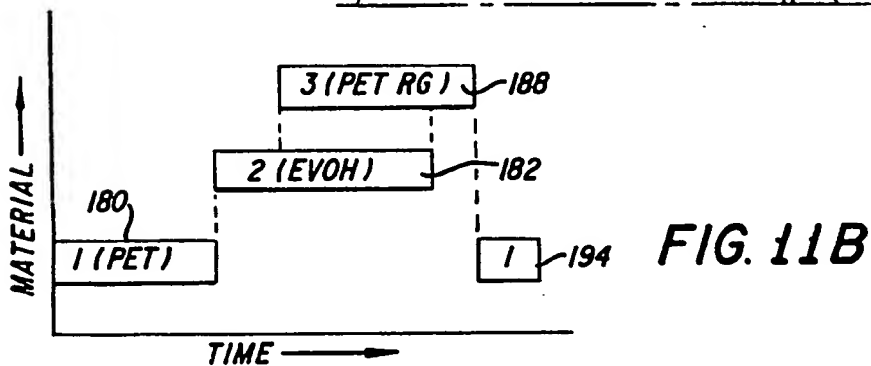 3 (PET RG) 188
2 (EVOH) 182
180
1 (PET)
1 194
MATERIAL
TIME
FIG. 11B